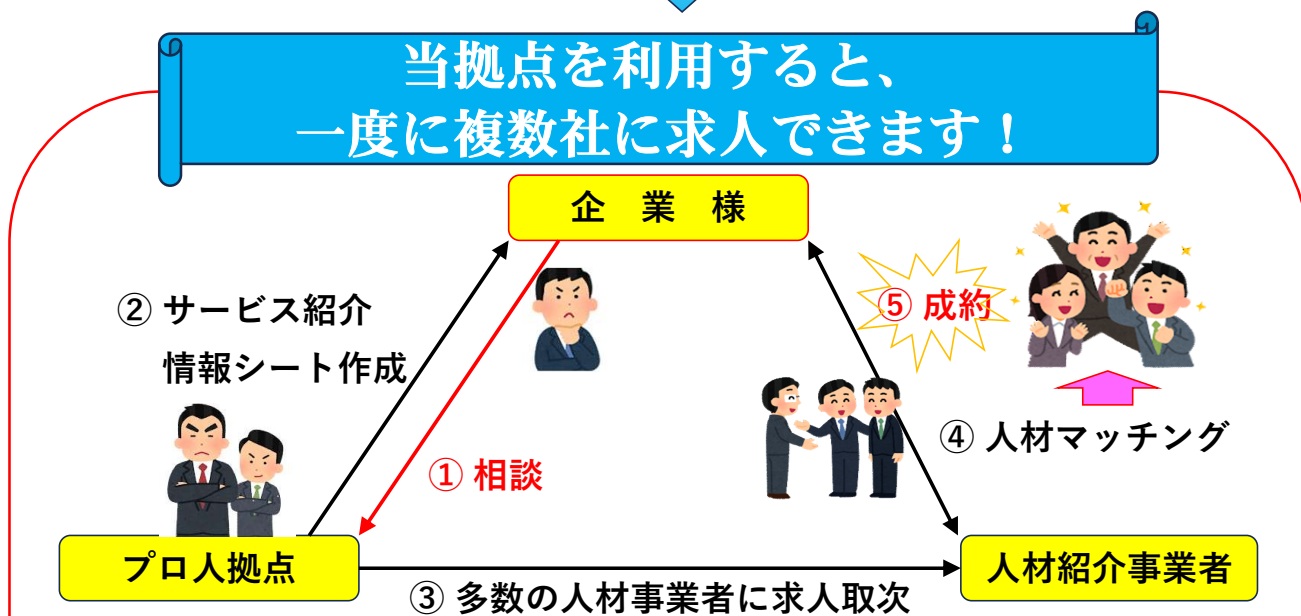 当拠点を利用すると、
一度に複数社に求人できます！
企　業　様
② サービス紹介
情報シート作成
⑤ 成約
① 相談
④ 人材マッチング
プロ人拠点
人材紹介事業者
③ 多数の人材事業者に求人取次